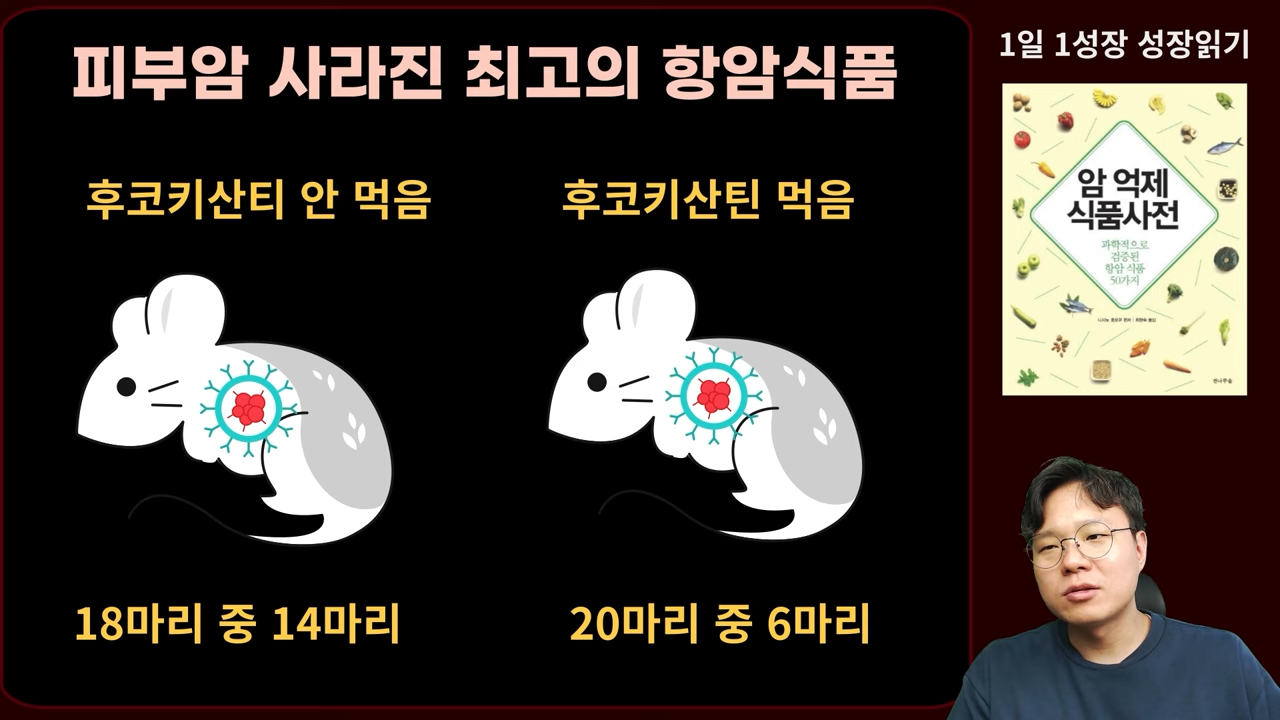 피부암 사라진 최고의 항암식품
후코키산티 안 먹음
후코키산틴 먹음
18마리 중 14마리
20마리 중 6마리
1일 1성장 성장읽기
암 억제
식품사전
과학적으로
검증된
항암 식품
50가지
전나무숲